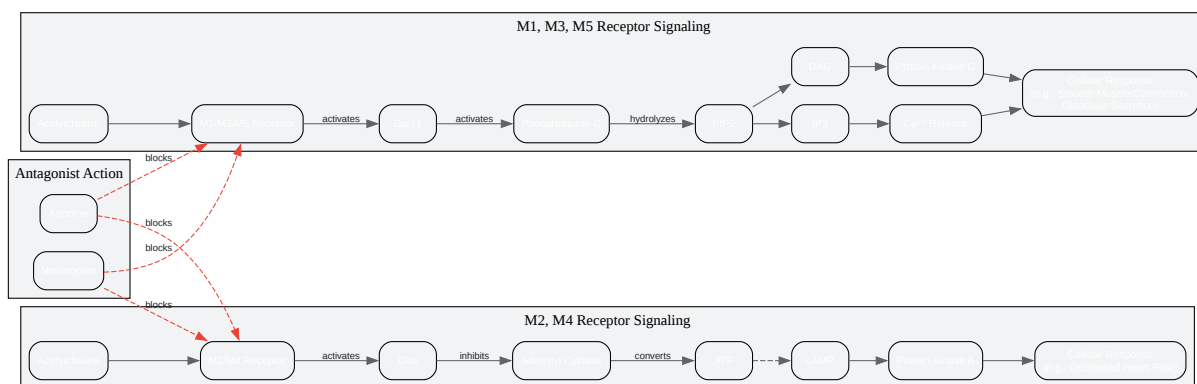 M1, M3, M5 Receptor Signaling
DAG
Protein Kinase C
Cellular Response
(e.g., Smooth Muscle Contraction,
Glandular Secretion)
Acetylcholine
M1/M3/M5 Receptor
activates
Gq/11
activates
Phospholipase C
hydrolyzes
PIP2
IP3
Ca²⁺ Release
Antagonist Action
Atropine
Noratropine
blocks
blocks
blocks
blocks
M2, M4 Receptor Signaling
Acetylcholine
M2/M4 Receptor
activates
Gi/o
inhibits
Adenylyl Cyclase
converts
ATP
cAMP
Protein Kinase A
Cellular Response
(e.g., Decreased Heart Rate)